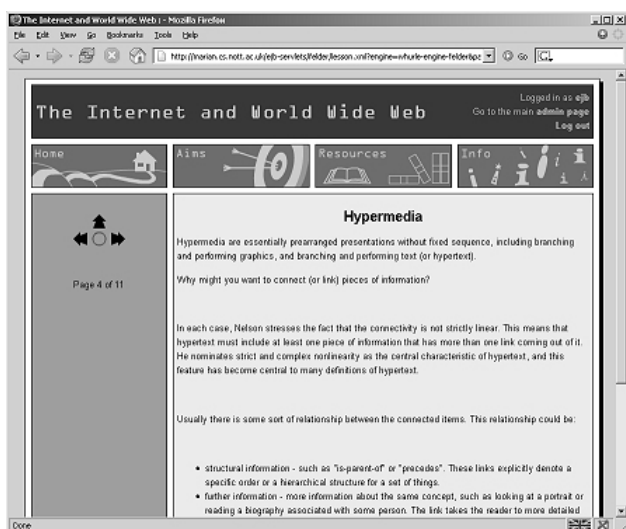 The Internet and World Wide Web : - Mozilla Firefox
File Edit View Go Bookmarks Tools Help
Go
The Internet and World Wide Web
Logged in as ejb
Go to the main admin page
Log out
Home
Aims
Resources
Info
Page 4 of 11
Hypermedia
Hypermedia are essentially prearranged presentations without fixed sequence, including branching
and performing graphics, and branching and performing text (or hypertext).
Why might you want to connect (or link) pieces of information?
In each case, Nelson stresses the fact that the connectivity is not strictly linear. This means that
hypertext must include at least one piece of information that has more than one link coming out of it.
He nominates strict and complex nonlinearity as the central characteristic of hypertext, and this
feature has become central to many definitions of hypertext.
Usually there is some sort of relationship between the connected items. This relationship could be:
• structural information - such as "is-parent-of" or "precedes". These links explicitly denote a
specific order or a hierarchical structure for a set of things.
• further information - more information about the same concept, such as looking at a portrait or
reading a biography associated with some person. The link takes the reader to more detailed
Done